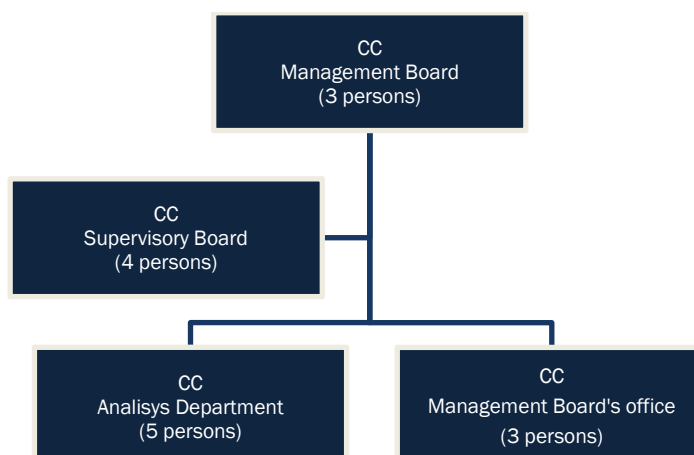 CC
Management Board
(3 persons)
CC
Supervisory Board
(4 persons)
CC
Analisys Department
(5 persons)
CC
Management Board's office
(3 persons)